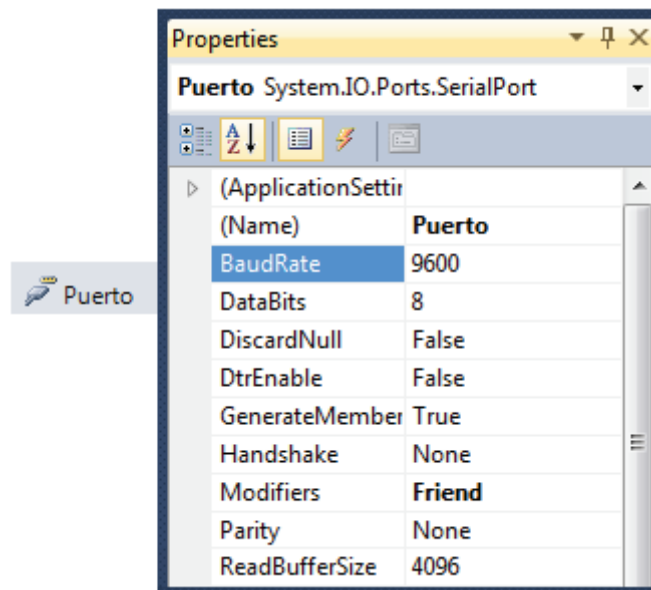 Properties
Puerto System.IO.Ports.SerialPort
(ApplicationSettin
(Name) Puerto
BaudRate 9600
DataBits 8
DiscardNull False
DtrEnable False
GenerateMember True
Handshake None
Modifiers Friend
Parity None
ReadBufferSize 4096
Puerto